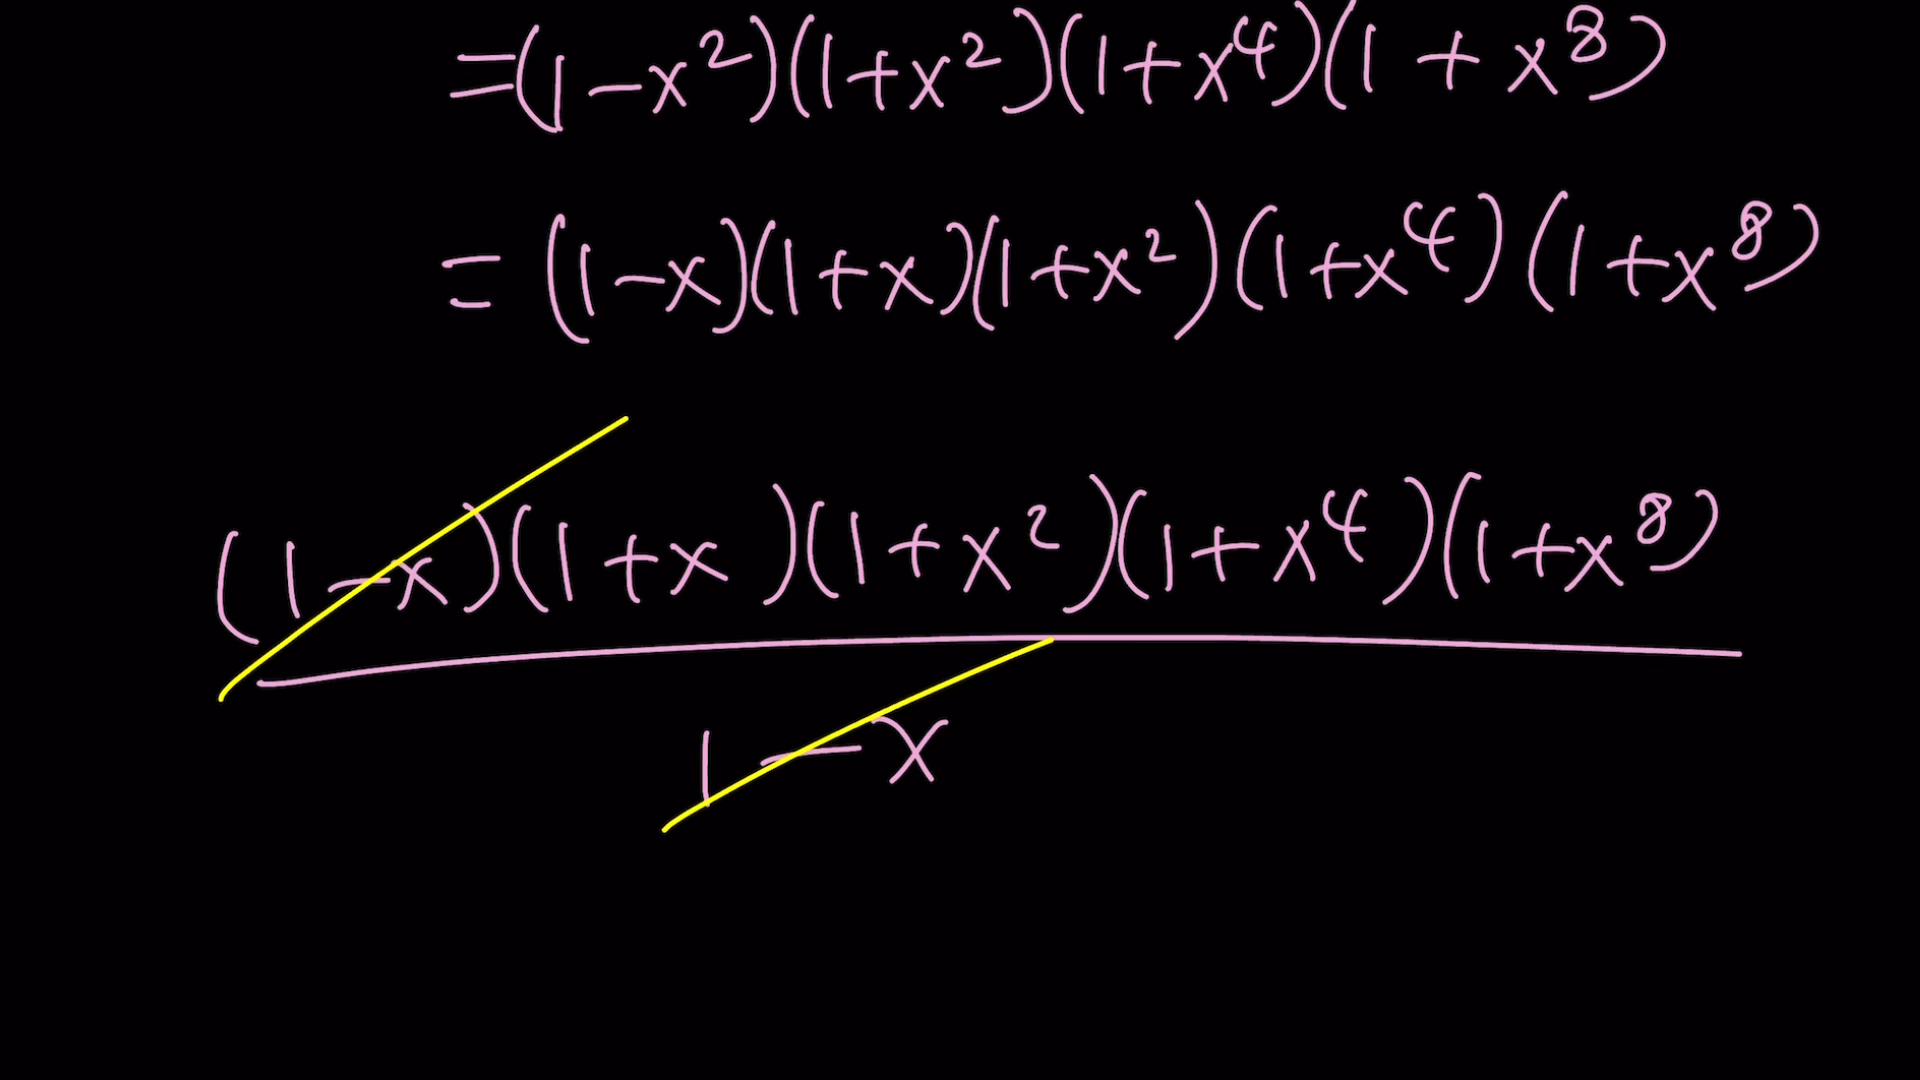 =(1-x²)(1+x²)(1+x⁴)(1+x⁸)
=(1-x)(1+x)(1+x²)(1+x⁴)(1+x⁸)
(1-x)(1+x)(1+x²)(1+x⁴)(1+x⁸)
1-x